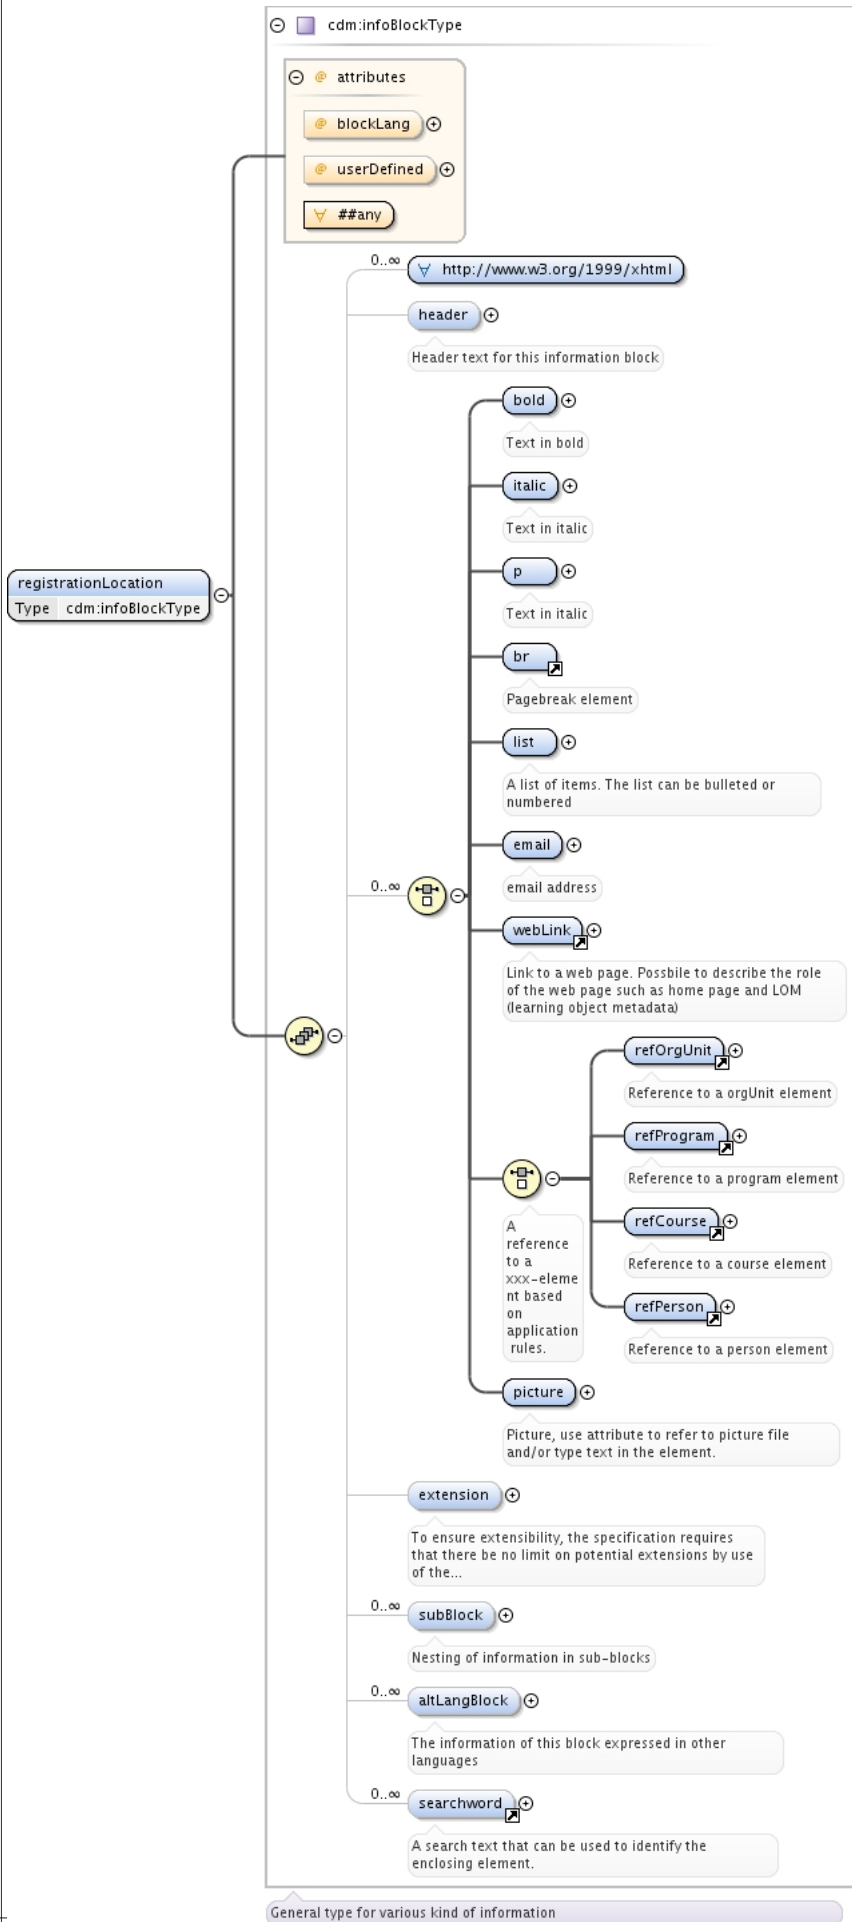 cdm:infoBlockType
@ attributes
@ blockLang
@ userDefined
∀ ##any
0..∞
∀ http://www.w3.org/1999/xhtml
header
Header text for this information block
bold
Text in bold
italic
Text in italic
registrationLocation
Type cdm:infoBlockType
p
Text in italic
br
Pagebreak element
list
A list of items. The list can be bulleted or
numbered
email
0..∞
email address
webLink
Link to a web page. Possbile to describe the role
of the web page such as home page and LOM
(learning object metadata)
refOrgUnit
Reference to a orgUnit element
refProgram
Reference to a program element
A
reference
to a
xxx-eleme
nt based
on
application
rules.
refCourse
Reference to a course element
refPerson
Reference to a person element
picture
Picture, use attribute to refer to picture file
and/or type text in the element.
extension
To ensure extensibility, the specification requires
that there be no limit on potential extensions by use
of the...
0..∞
subBlock
Nesting of information in sub-blocks
0..∞
altLangBlock
The information of this block expressed in other
languages
0..∞
searchword
A search text that can be used to identify the
enclosing element.
General type for various kind of information